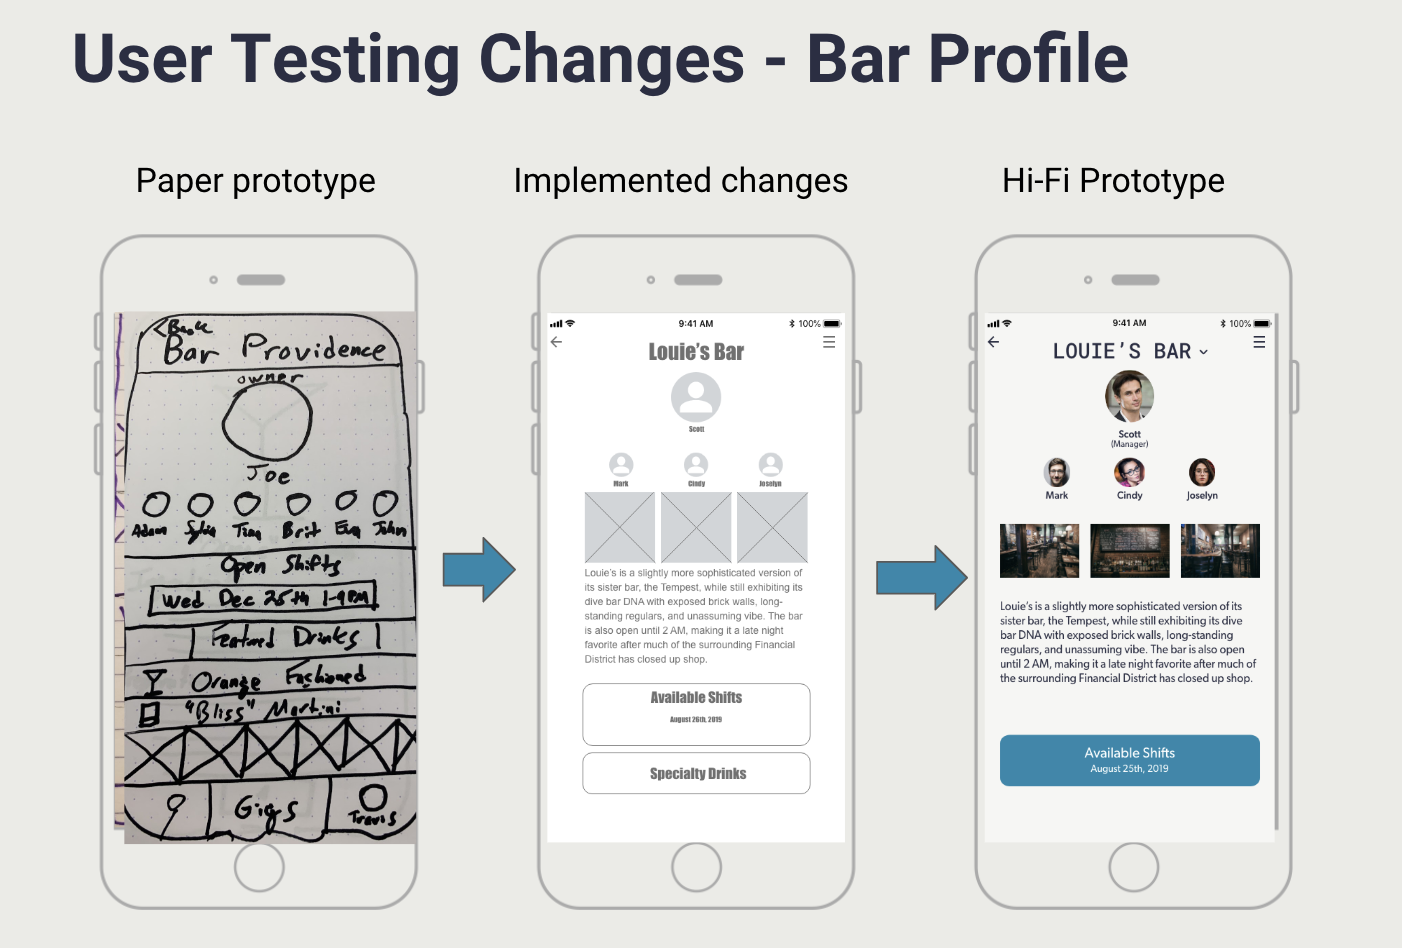 User Testing Changes - Bar Profile
Paper prototype
Implemented changes
Hi-Fi Prototype
<Back
Bar Providence
owner
Joe
Adam Sylvia Tina Brit Eva John
Open Shifts
Wed Dec 25th 1-9PM
Featured Drinks
Orange Fashioned
"Bliss" Martini
Gigs
Travis
9:41 AM
100%
Louie's Bar
Scott
Mark Cindy Joselyn
Louie's is a slightly more sophisticated version of
its sister bar, the Tempest, while still exhibiting its
dive bar DNA with exposed brick walls, long-
standing regulars, and unassuming vibe. The bar
is also open until 2 AM, making it a late night
favorite after much of the surrounding Financial
District has closed up shop.
Available Shifts
August 26th, 2019
Specialty Drinks
9:41 AM
100%
LOUIE'S BAR
Scott
(Manager)
Mark Cindy Joselyn
Louie's is a slightly more sophisticated version of its
sister bar, the Tempest, while still exhibiting its dive
bar DNA with exposed brick walls, long-standing
regulars, and unassuming vibe. The bar is also open
until 2 AM, making it a late night favorite after much of
the surrounding Financial District has closed up shop.
Available Shifts
August 25th, 2019